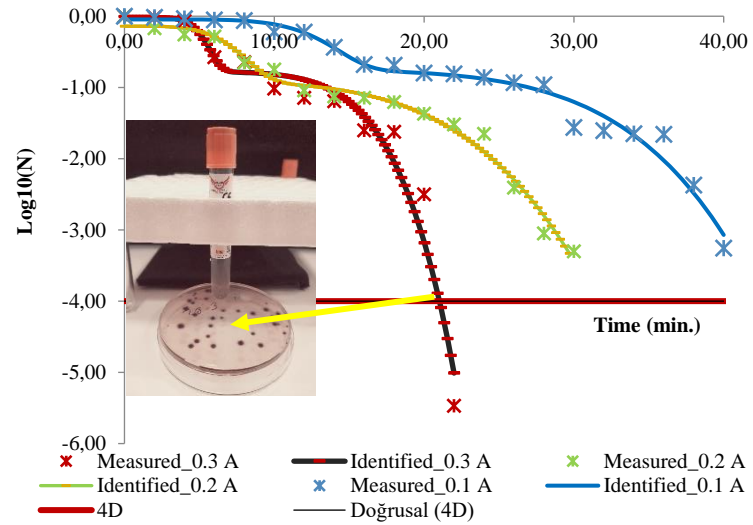 0,00
-1,00
-2,00
-3,00
-4,00
-5,00
-6,00
0,00 10,00 20,00 30,00 40,00
Log10(N)
Time (min.)
Measured_0.3 A Identified_0.3 A Measured_0.2 A
Identified_0.2 A Measured_0.1 A Identified_0.1 A
4D Doğrusal (4D)